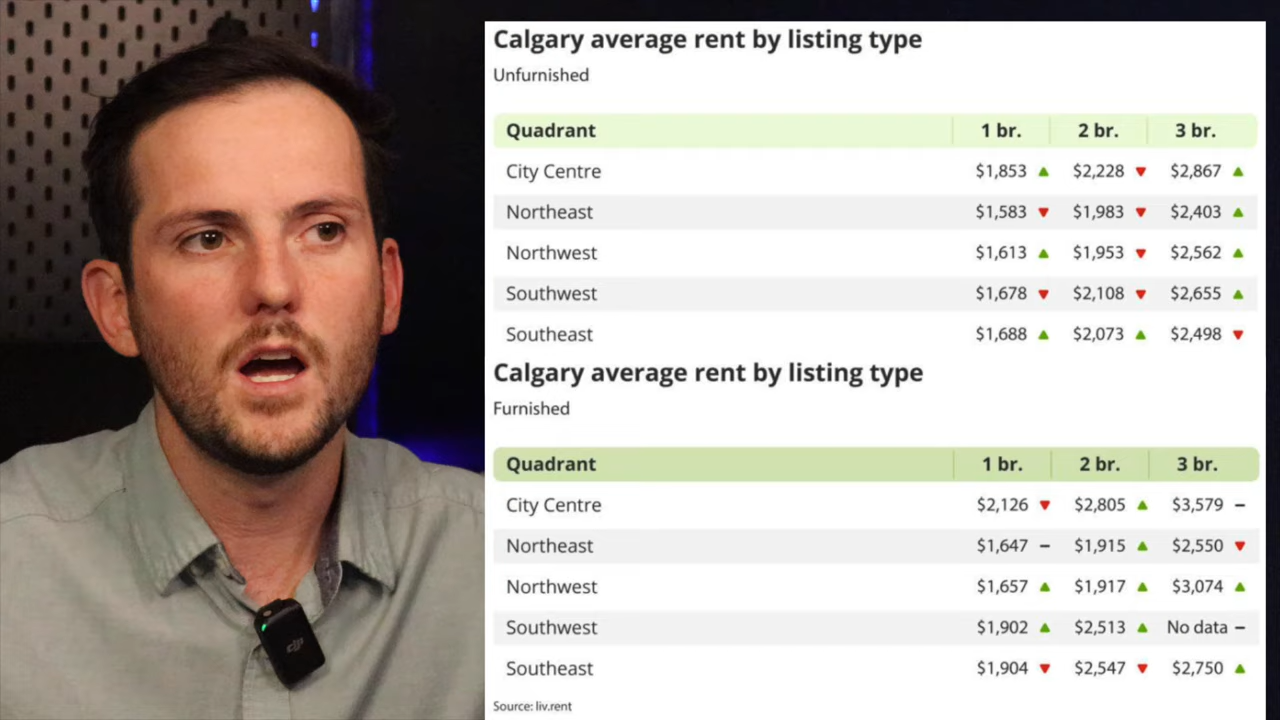 Calgary average rent by listing type
Unfurnished
Quadrant 1 br. 2 br. 3 br.
City Centre $1,853 ▲ $2,228 ▼ $2,867 ▲
Northeast $1,583 ▼ $1,983 ▼ $2,403 ▲
Northwest $1,613 ▲ $1,953 ▼ $2,562 ▲
Southwest $1,678 ▼ $2,108 ▼ $2,655 ▲
Southeast $1,688 ▲ $2,073 ▲ $2,498 ▼
Calgary average rent by listing type
Furnished
Quadrant 1 br. 2 br. 3 br.
City Centre $2,126 ▼ $2,805 ▲ $3,579 –
Northeast $1,647 – $1,915 ▲ $2,550 ▼
Northwest $1,657 ▲ $1,917 ▲ $3,074 ▲
Southwest $1,902 ▲ $2,513 ▲ No data –
Southeast $1,904 ▼ $2,547 ▼ $2,750 ▲
Source: liv.rent
dji